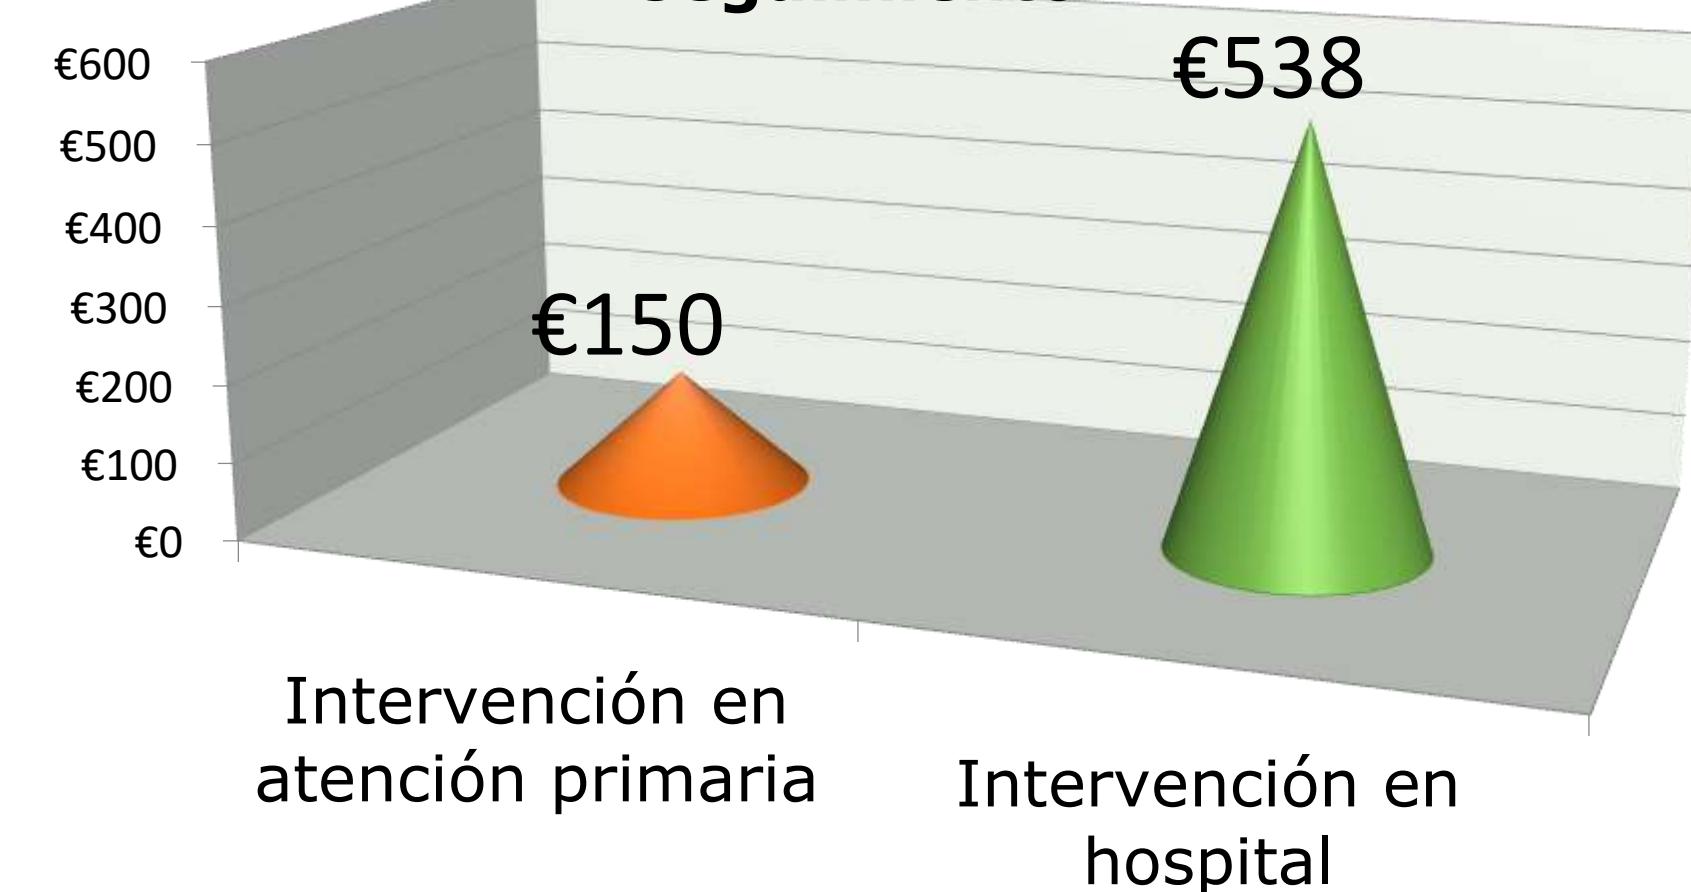 €600
€500
€400
€300
€200
€100
€0
€538
€150
Intervención en
atención primaria
Intervención en
hospital